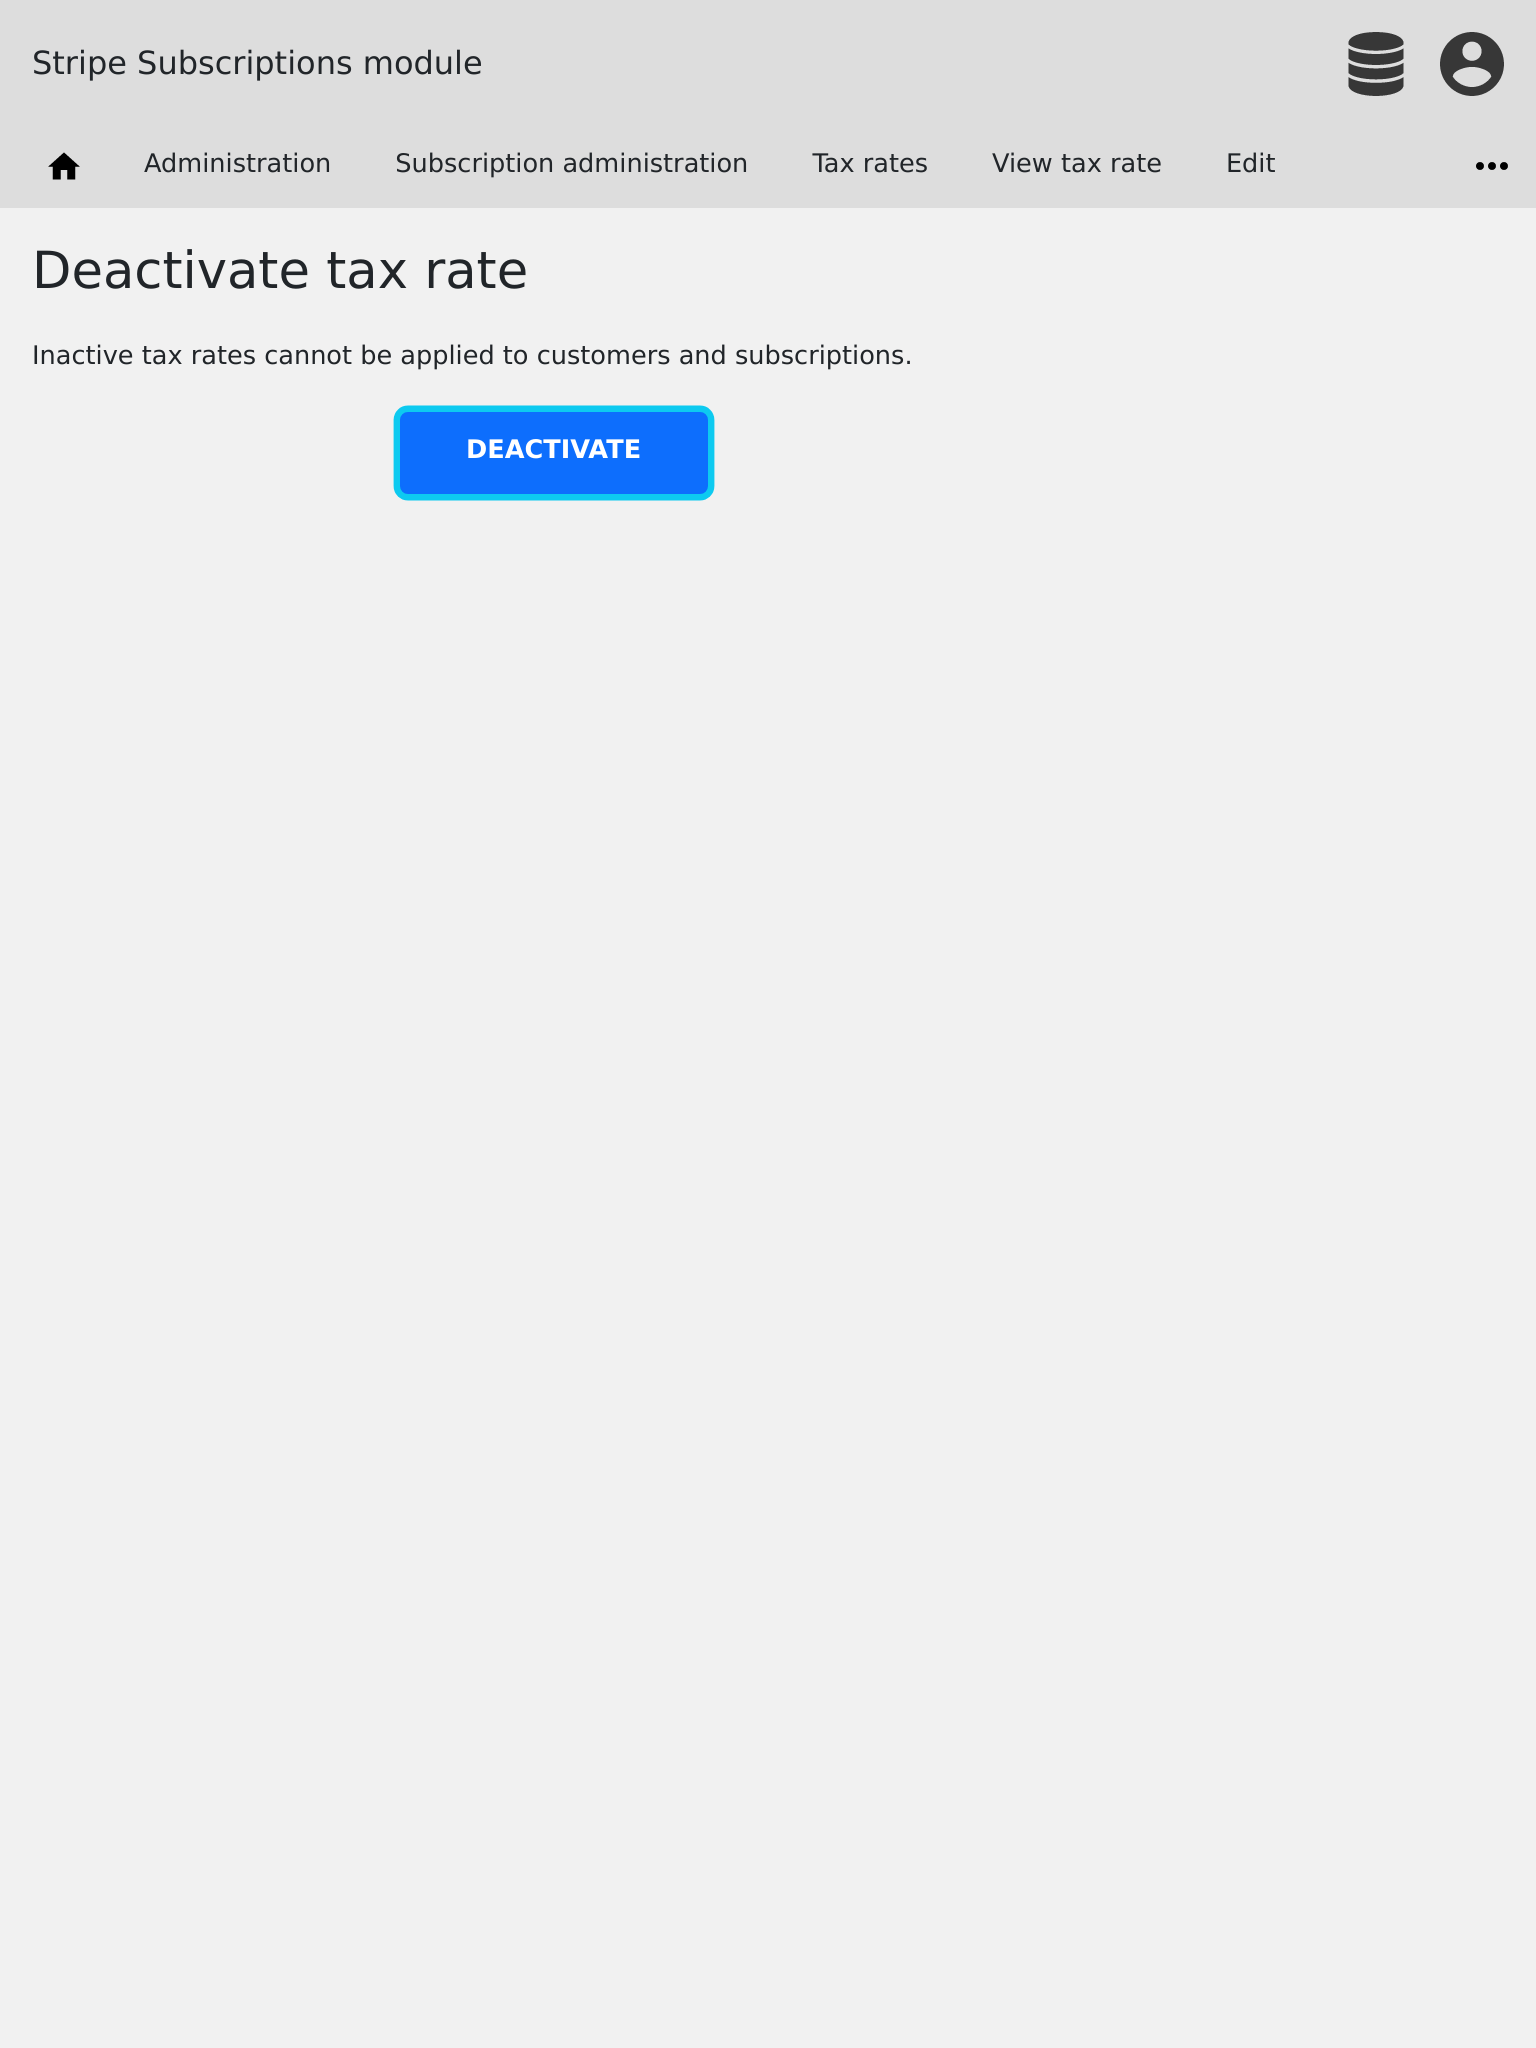 Stripe Subscriptions module
Administration Subscription administration Tax rates View tax rate Edit
Deactivate tax rate
Inactive tax rates cannot be applied to customers and subscriptions.
DEACTIVATE